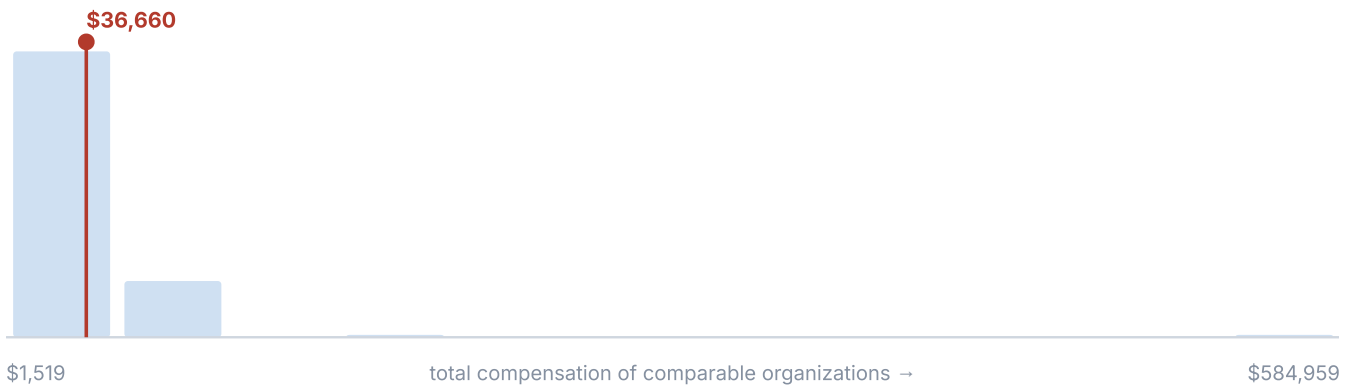 $36,660
$1,519 total compensation of comparable organizations → $584,959